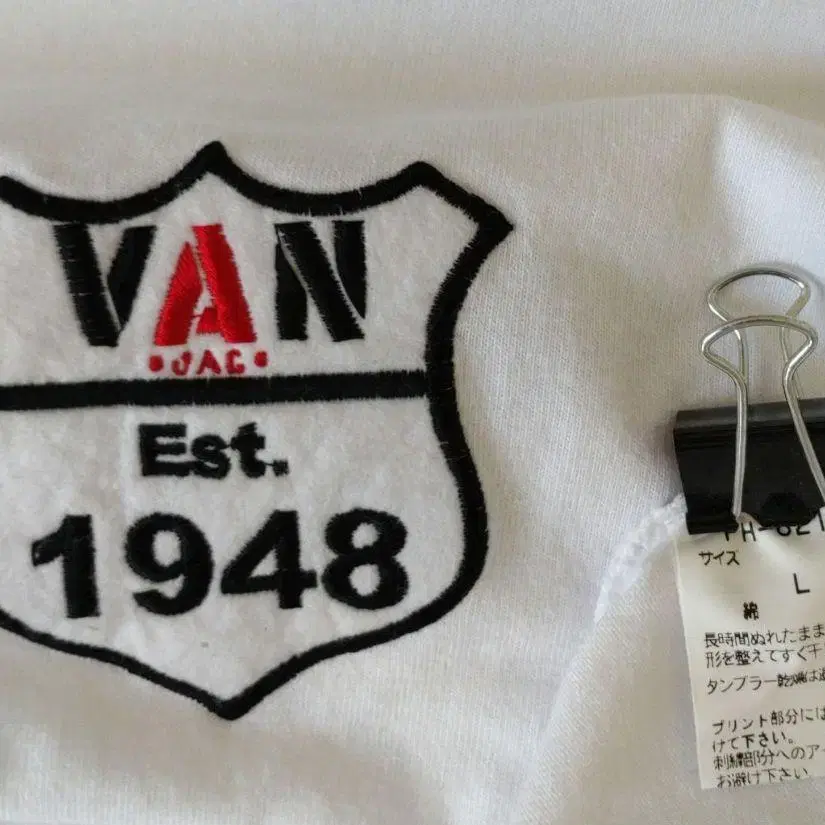 VAN
•JAC•
Est.
1948
サイズ
L
綿
長時間ぬれたまま
形を整えてすぐ干
タンブラー乾燥は
プリント部分には
けて下さい。
刺繍部分へのアー
お避け下さい